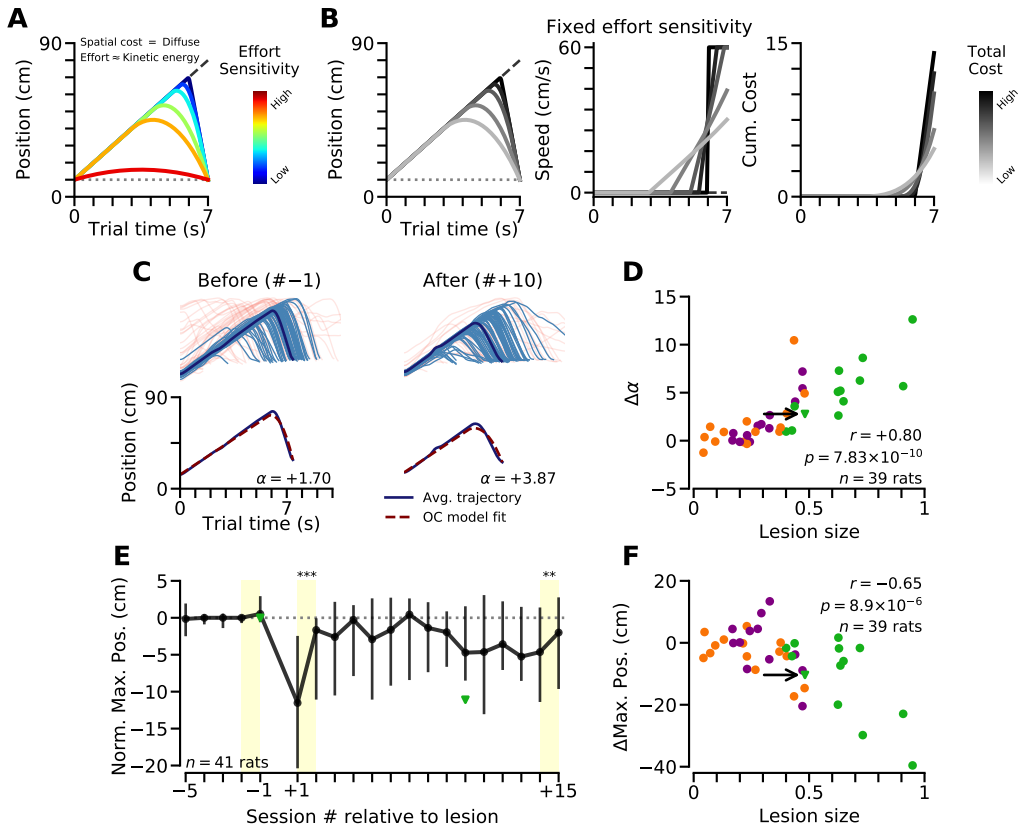 A
90
Position (cm)
0
0
7
Trial time (s)
Spatial cost = Diffuse
Effort ≈ Kinetic energy
Effort
Sensitivity
High
Low
B
Fixed effort sensitivity
90
Position (cm)
0
0
7
Trial time (s)
60
Speed (cm/s)
0
0
7
15
Cum. Cost
0
0
7
Total
Cost
High
Low
C
Before (#−1)
After (#+10)
90
Position (cm)
0
0
7
Trial time (s)
α = +1.70
α = +3.87
Avg. trajectory
OC model fit
D
15
10
5
0
−5
Δα
r = +0.80
p = 7.83×10⁻¹⁰
n = 39 rats
0
0.5
1
Lesion size
E
5
0
−5
−10
−15
−20
Norm. Max. Pos. (cm)
***
**
n = 41 rats
−5
−1
+1
+15
Session # relative to lesion
F
20
0
−20
−40
ΔMax. Pos. (cm)
r = −0.65
p = 8.9×10⁻⁶
n = 39 rats
0
0.5
1
Lesion size